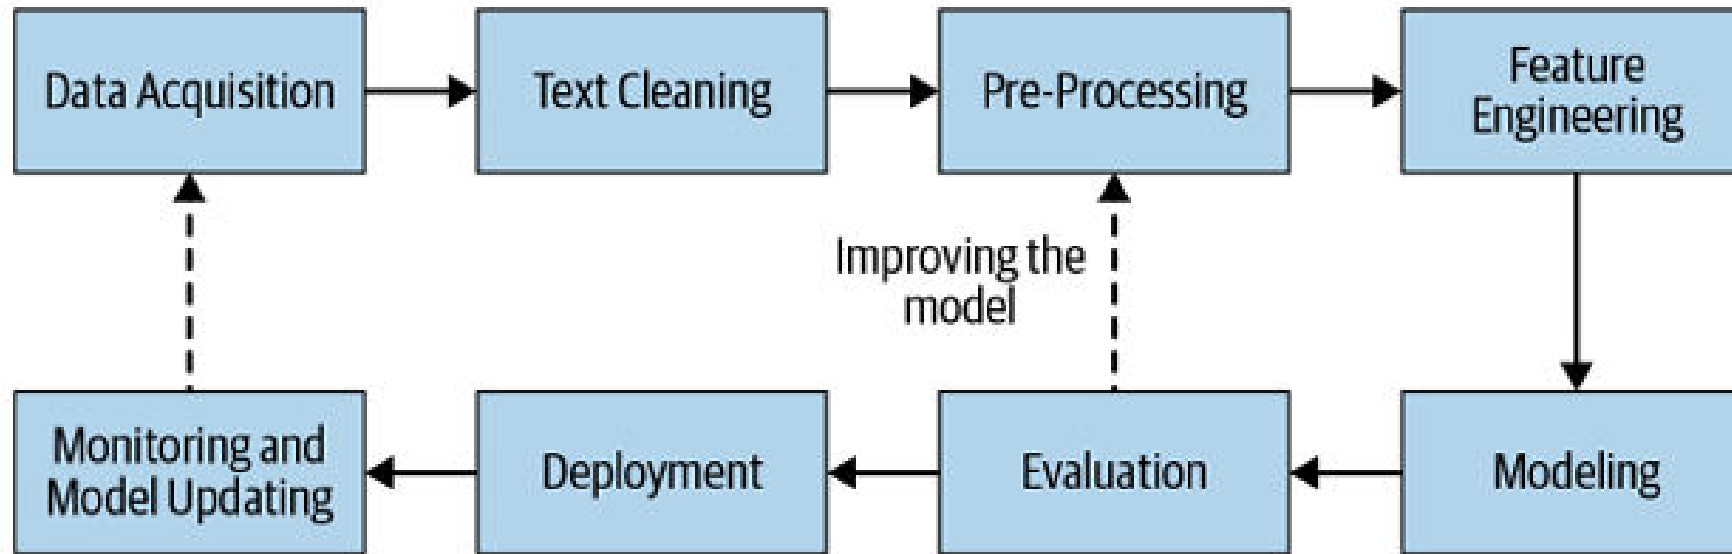 Data Acquisition
Text Cleaning
Pre-Processing
Feature
Engineering
Improving the
model
Monitoring and
Model Updating
Deployment
Evaluation
Modeling